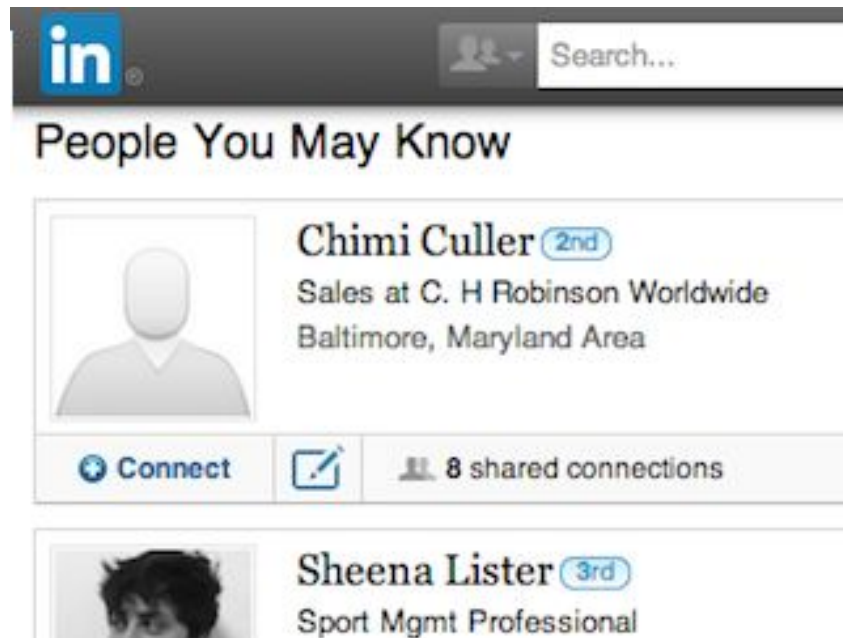 in®
Search...
People You May Know
Chimi Culler 2nd
Sales at C. H Robinson Worldwide
Baltimore, Maryland Area
Connect
8 shared connections
Sheena Lister 3rd
Sport Mgmt Professional